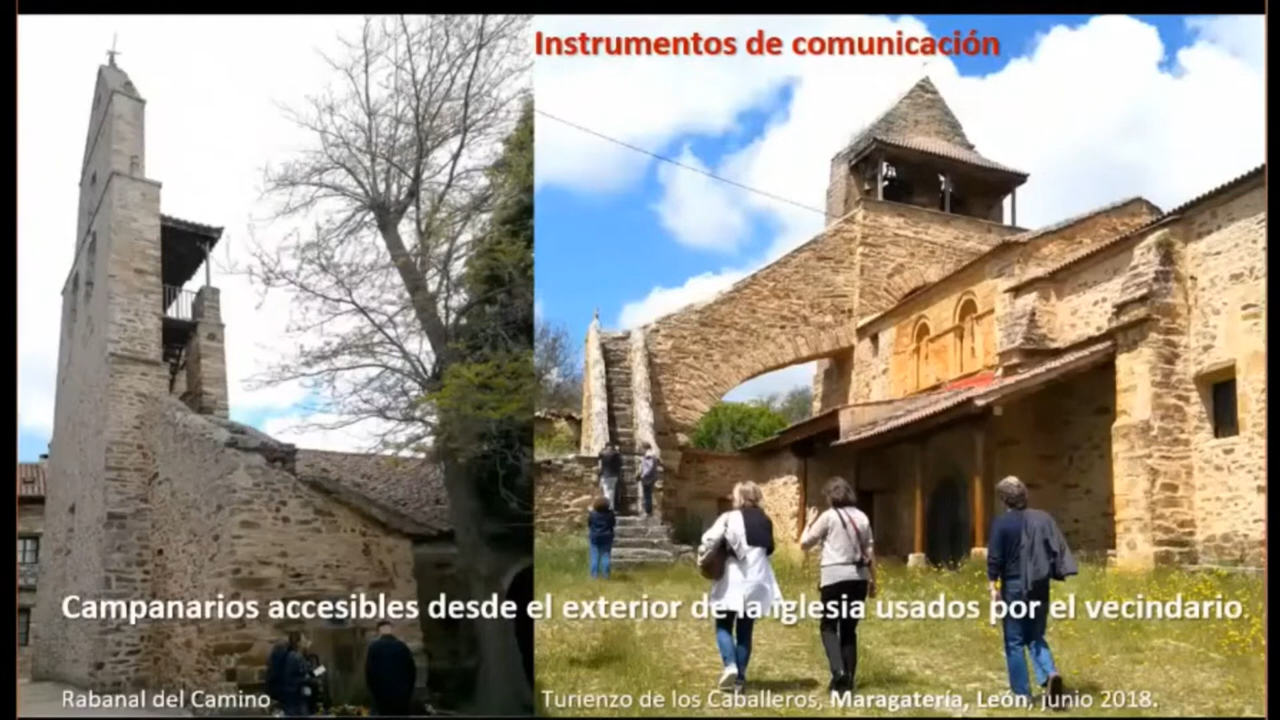 Instrumentos de comunicación
Campanarios accesibles desde el exterior de la iglesia usados por el vecindario.
Rabanal del Camino
Turienzo de los Caballeros, Maragatería, León, junio 2018.